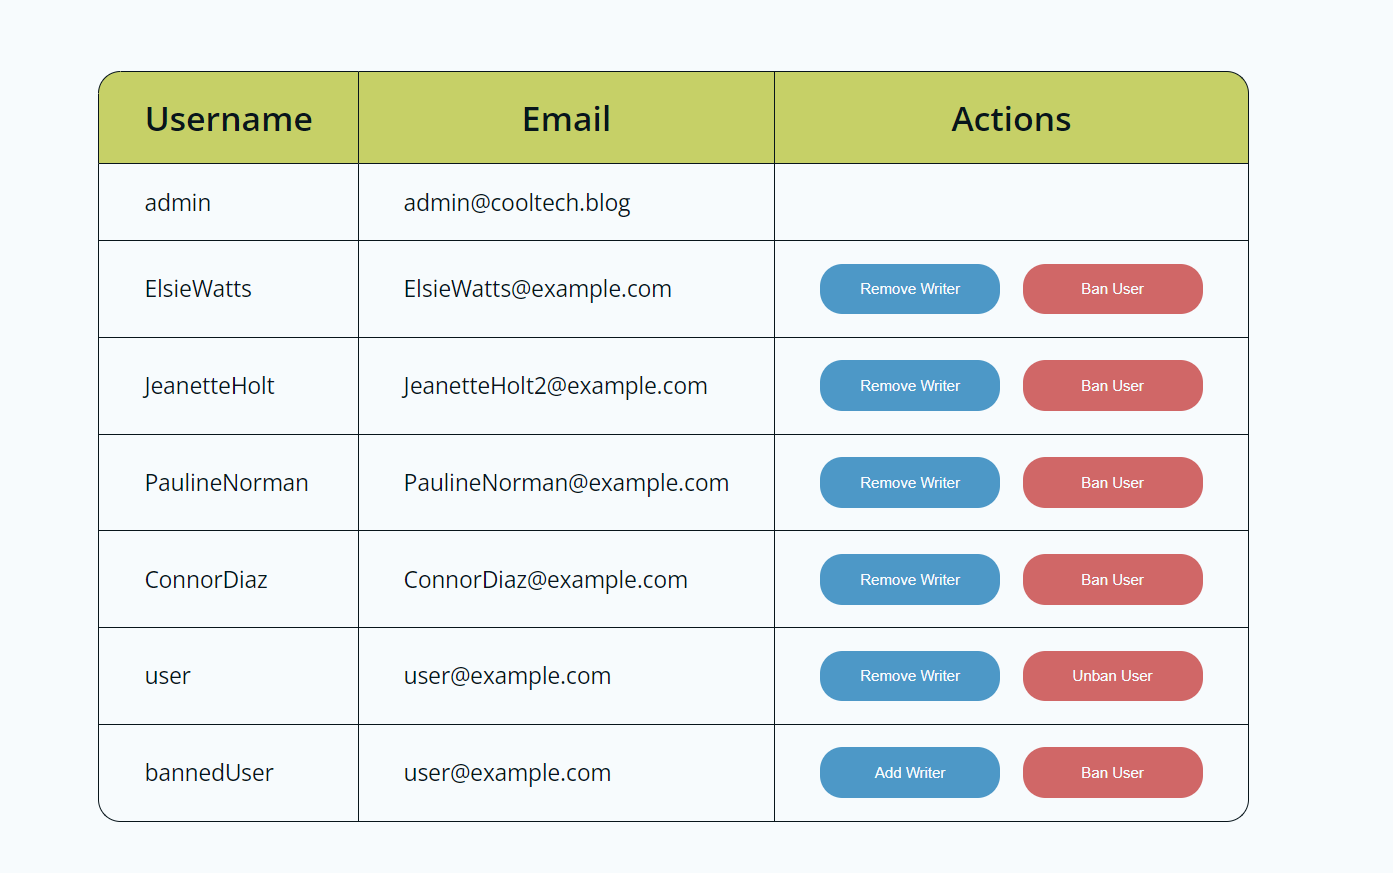 Username Email Actions
admin admin@cooltech.blog
ElsieWatts ElsieWatts@example.com Remove Writer Ban User
JeanetteHolt JeanetteHolt2@example.com Remove Writer Ban User
PaulineNorman PaulineNorman@example.com Remove Writer Ban User
ConnorDiaz ConnorDiaz@example.com Remove Writer Ban User
user user@example.com Remove Writer Unban User
bannedUser user@example.com Add Writer Ban User